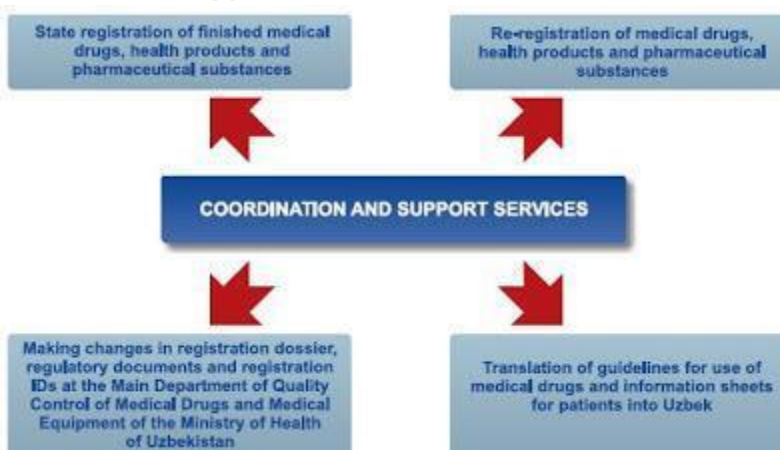 State registration of finished medical
drugs, health products and
pharmaceutical substances
Re-registration of medical drugs,
health products and pharmaceutical
substances
COORDINATION AND SUPPORT SERVICES
Making changes in registration dossier,
regulatory documents and registration
IDs at the Main Department of Quality
Control of Medical Drugs and Medical
Equipment of the Ministry of Health
of Uzbekistan
Translation of guidelines for use of
medical drugs and information sheets
for patients into Uzbek